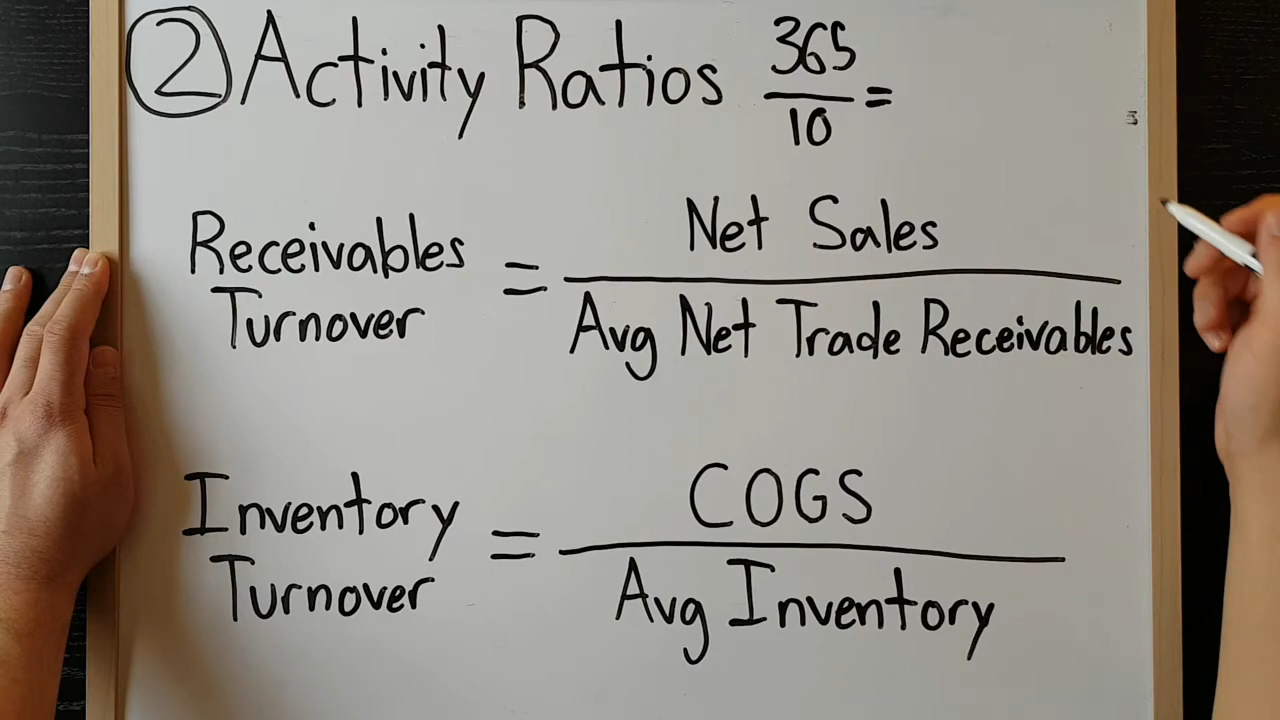 ② Activity Ratios 365
10 =
Receivables
Turnover
=
Net Sales
Avg Net Trade Receivables
Inventory
Turnover
=
COGS
Avg Inventory